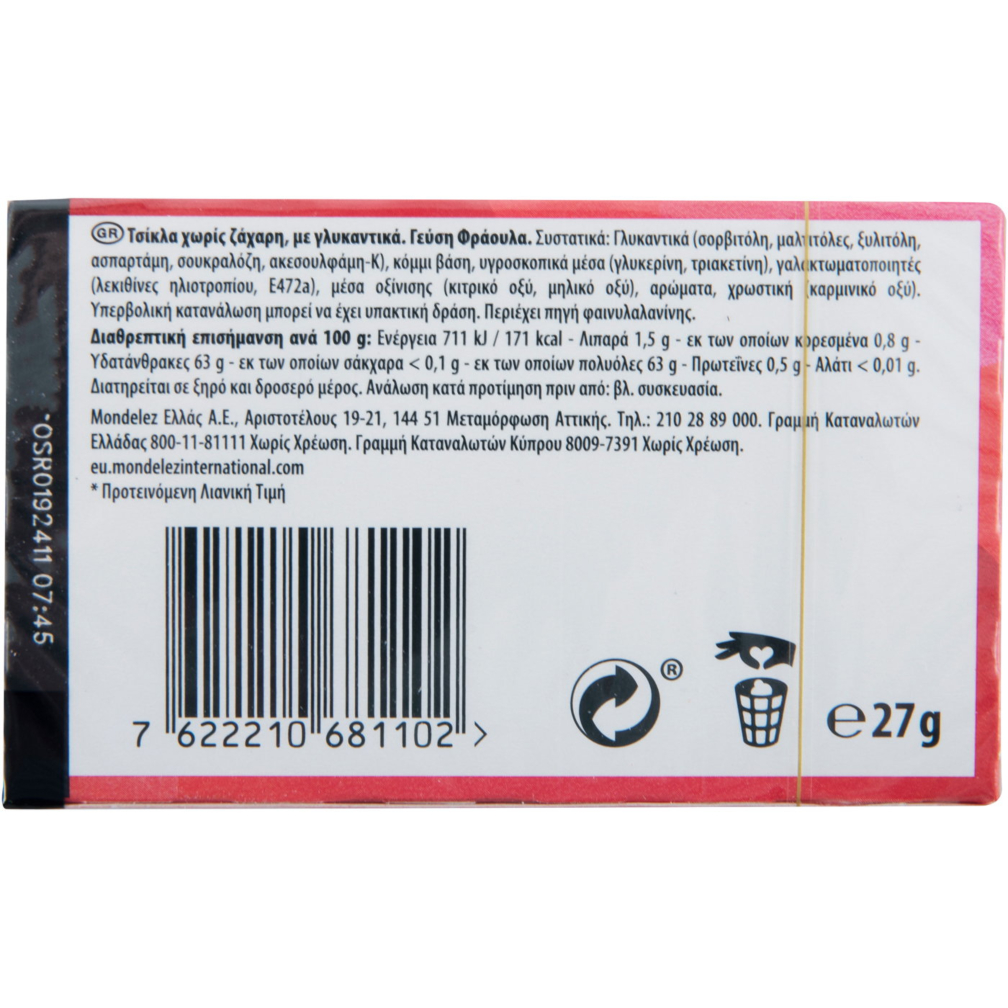 GR Τσίκλα χωρίς ζάχαρη, με γλυκαντικά. Γεύση Φράουλα. Συστατικά: Γλυκαντικά (σορβιτόλη, μαλτιτόλες, ξυλιτόλη,
ασπαρτάμη, σουκραλόζη, ακεσουλφάμη-Κ), κόμμι βάση, υγροσκοπικά μέσα (γλυκερίνη, τριακετίνη), γαλακτωματοποιητές
(λεκιθίνες ηλιοτροπίου, E472a), μέσα οξίνισης (κιτρικό οξύ, μηλικό οξύ), αρώματα, χρωστική (καρμινικό οξύ).
Υπερβολική κατανάλωση μπορεί να έχει υπακτική δράση. Περιέχει πηγή φαινυλαλανίνης.
Διαθρεπτική επισήμανση ανά 100 g: Ενέργεια 711 kJ / 171 kcal - Λιπαρά 1,5 g - εκ των οποίων κορεσμένα 0,8 g -
Υδατάνθρακες 63 g - εκ των οποίων σάκχαρα < 0,1 g - εκ των οποίων πολυόλες 63 g - Πρωτεΐνες 0,5 g - Αλάτι < 0,01 g.
Διατηρείται σε ξηρό και δροσερό μέρος. Ανάλωση κατά προτίμηση πριν από: βλ. συσκευασία.
Mondelez Ελλάς Α.Ε., Αριστοτέλους 19-21, 144 51 Μεταμόρφωση Αττικής. Τηλ.: 210 28 89 000. Γραμμή Καταναλωτών
Ελλάδας 800-11-81111 Χωρίς Χρέωση. Γραμμή Καταναλωτών Κύπρου 8009-7391 Χωρίς Χρέωση.
eu.mondelezinternational.com
* Προτεινόμενη Λιανική Τιμή
-OSR0192411 07:45
7 622210 681102 >
®
℮ 27 g